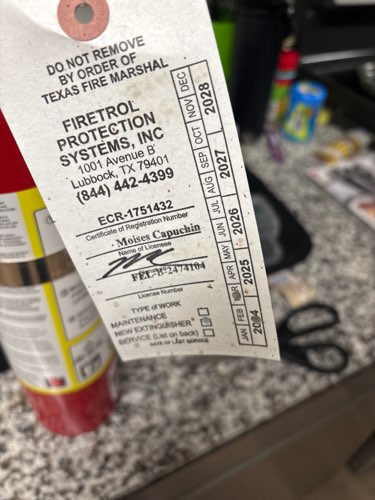 DO NOT REMOVE
BY ORDER OF
TEXAS FIRE MARSHAL
FIRETROL
PROTECTION
SYSTEMS, INC
1001 Avenue B
Lubbock, TX 79401
(844) 442-4399
ECR-1751432
Certificate of Registration Number
Moises Capuchin
Name of Licensee
FEL-B-2474104
License Number
TYPE OF WORK
MAINTENANCE
NEW EXTINGUISHER
SERVICE (List on back)
DATE OF LAST SERVICE
JAN FEB APR MAY JUN JUL AUG SEP OCT NOV DEC
2024 2025 2026 2027 2028